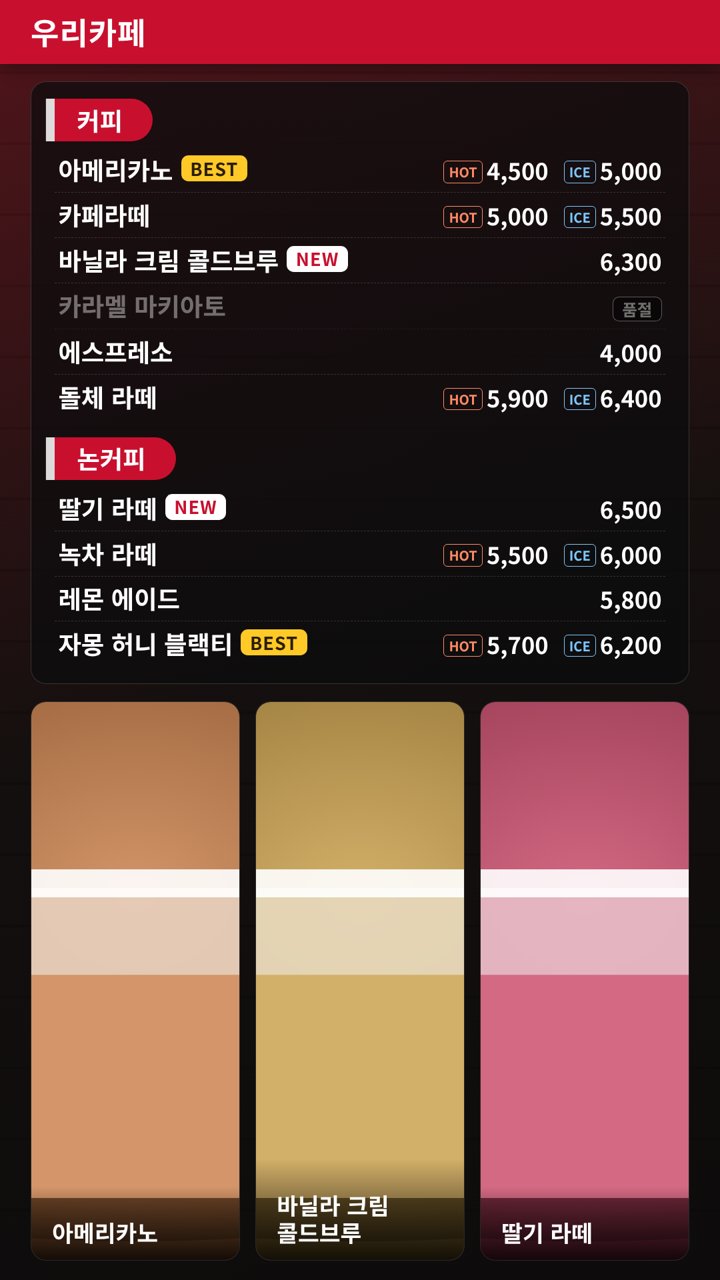 우리카페
커피
아메리카노 BEST HOT 4,500 ICE 5,000
카페라떼 HOT 5,000 ICE 5,500
바닐라 크림 콜드브루 NEW 6,300
카라멜 마키아토 품절
에스프레소 4,000
돌체 라떼 HOT 5,900 ICE 6,400
논커피
딸기 라떼 NEW 6,500
녹차 라떼 HOT 5,500 ICE 6,000
레몬 에이드 5,800
자몽 허니 블랙티 BEST HOT 5,700 ICE 6,200
아메리카노
바닐라 크림
콜드브루
딸기 라떼